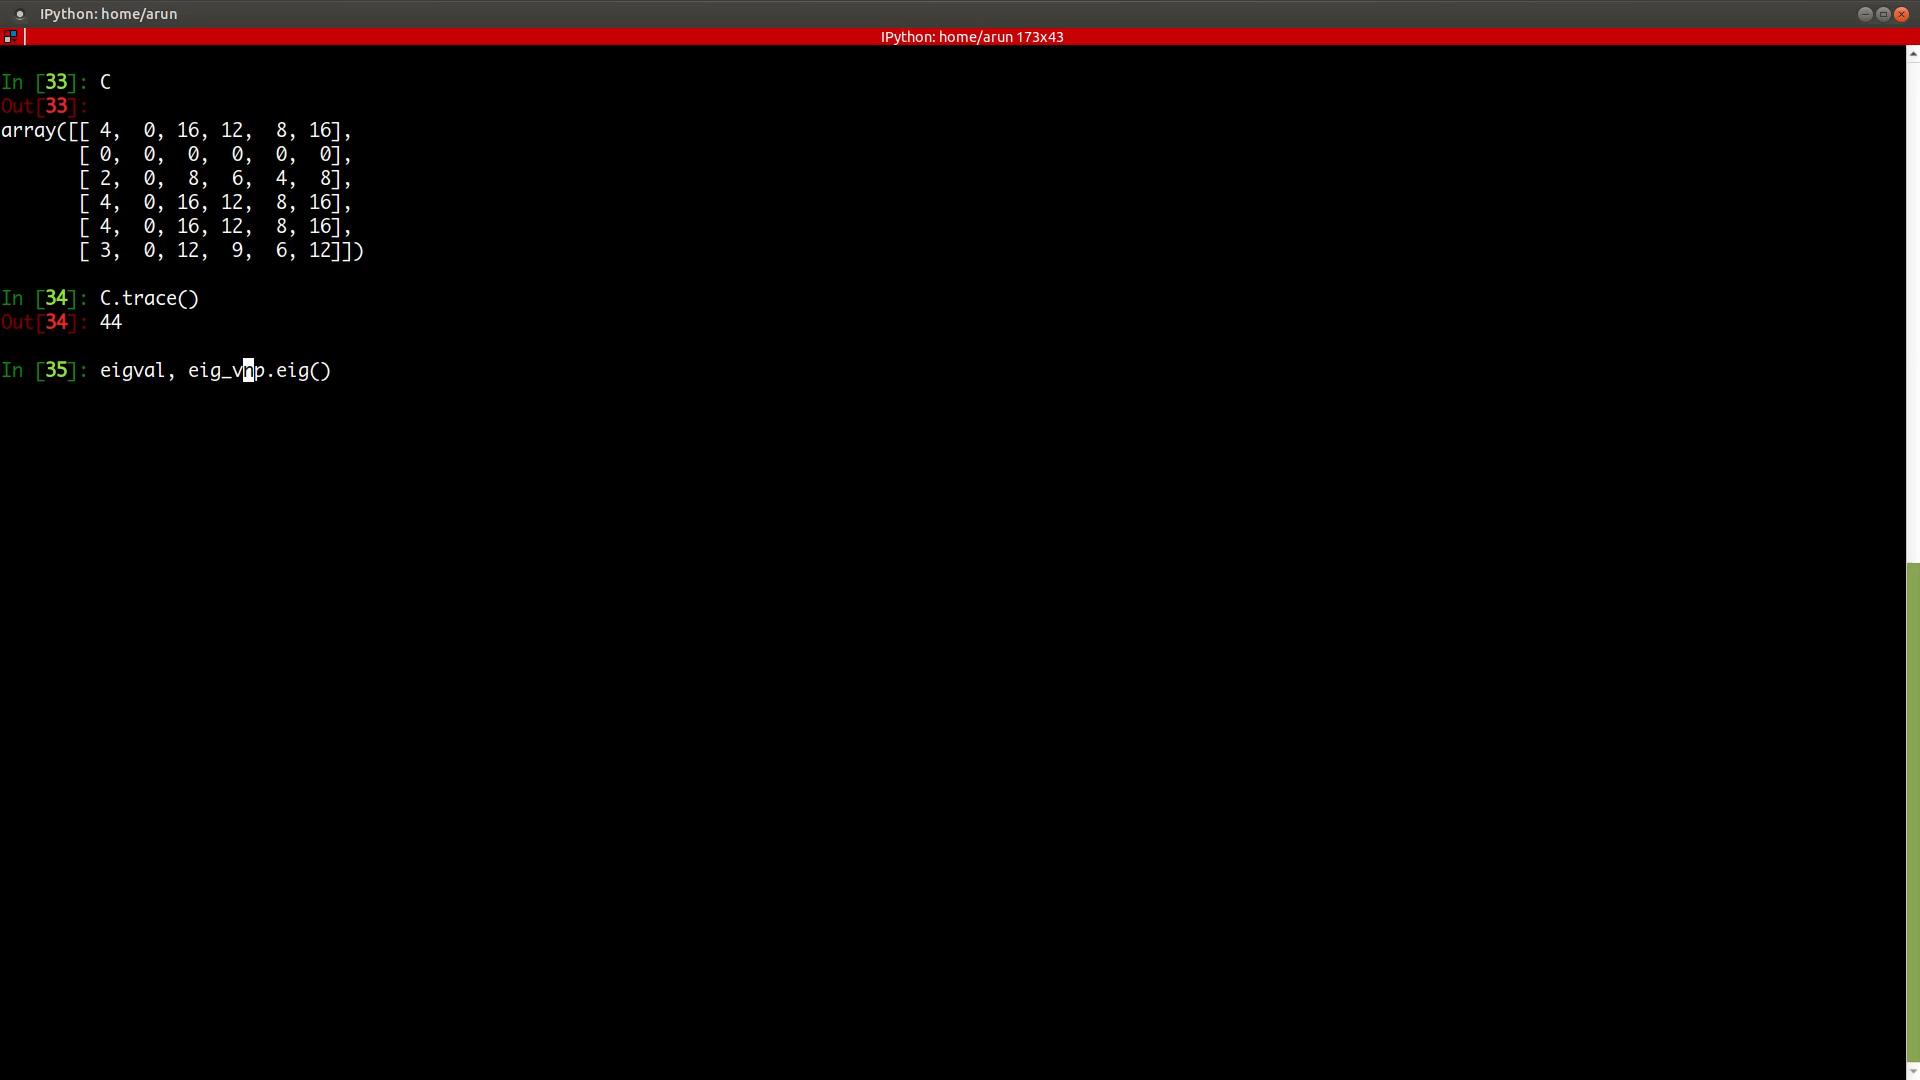 IPython: home/arun
IPython: home/arun 173x43
In [33]: C
Out[33]:
array([[ 4,  0, 16, 12,  8, 16],
       [ 0,  0,  0,  0,  0,  0],
       [ 2,  0,  8,  6,  4,  8],
       [ 4,  0, 16, 12,  8, 16],
       [ 4,  0, 16, 12,  8, 16],
       [ 3,  0, 12,  9,  6, 12]])
In [34]: C.trace()
Out[34]: 44
In [35]: eigval, eig_vnp.eig()